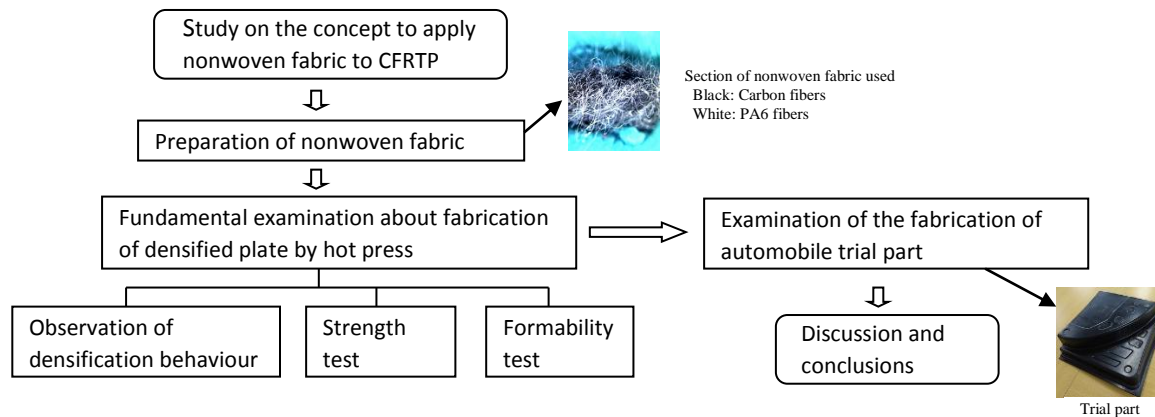 Study on the concept to apply
nonwoven fabric to CFRTP
Section of nonwoven fabric used
Black: Carbon fibers
White: PA6 fibers
Preparation of nonwoven fabric
Fundamental examination about fabrication
of densified plate by hot press
Examination of the fabrication of
automobile trial part
Observation of
densification behaviour
Strength
test
Formability
test
Discussion and
conclusions
Trial part